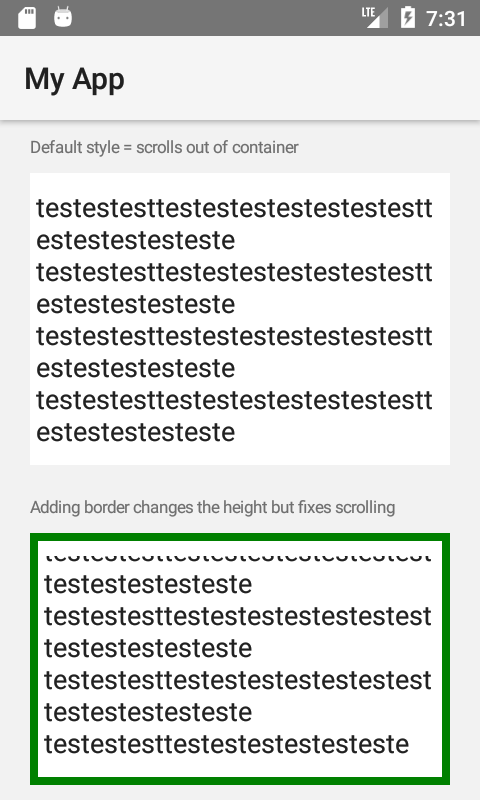 7:31
LTE
My App
Default style = scrolls out of container
testestesttestestestestestestestt
estestestesteste
testestesttestestestestestestestt
estestestesteste
testestesttestestestestestestestt
estestestesteste
testestesttestestestestestestestt
estestestesteste
Adding border changes the height but fixes scrolling
testestestesteste
testestesttestestestestestestest
testestestesteste
testestesttestestestestestestest
testestestesteste
testestesttestestestestesteste